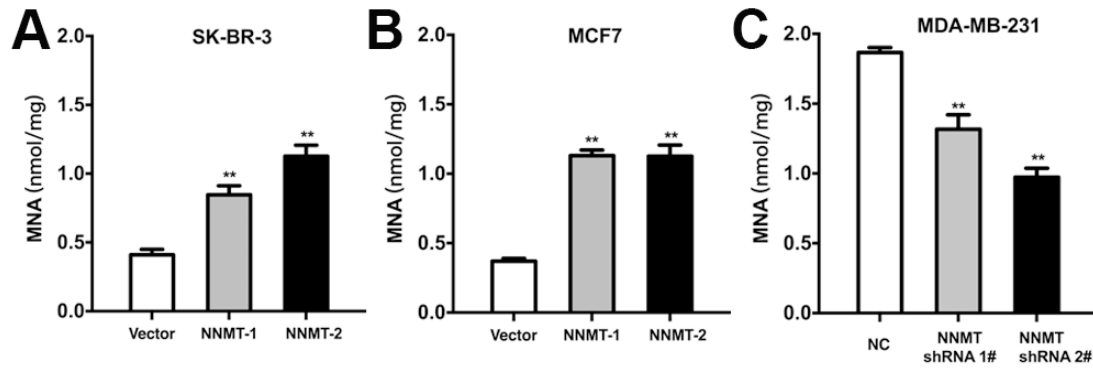 A
SK-BR-3
MNA (nmol/mg)
2.0
1.5
1.0
0.5
0.0
**
**
Vector
NNMT-1
NNMT-2
B
MCF7
MNA (nmol/mg)
2.0
1.5
1.0
0.5
0.0
**
**
Vector
NNMT-1
NNMT-2
C
MDA-MB-231
MNA (nmol/mg)
2.0
1.5
1.0
0.5
0.0
**
**
NC
NNMT
shRNA 1#
NNMT
shRNA 2#